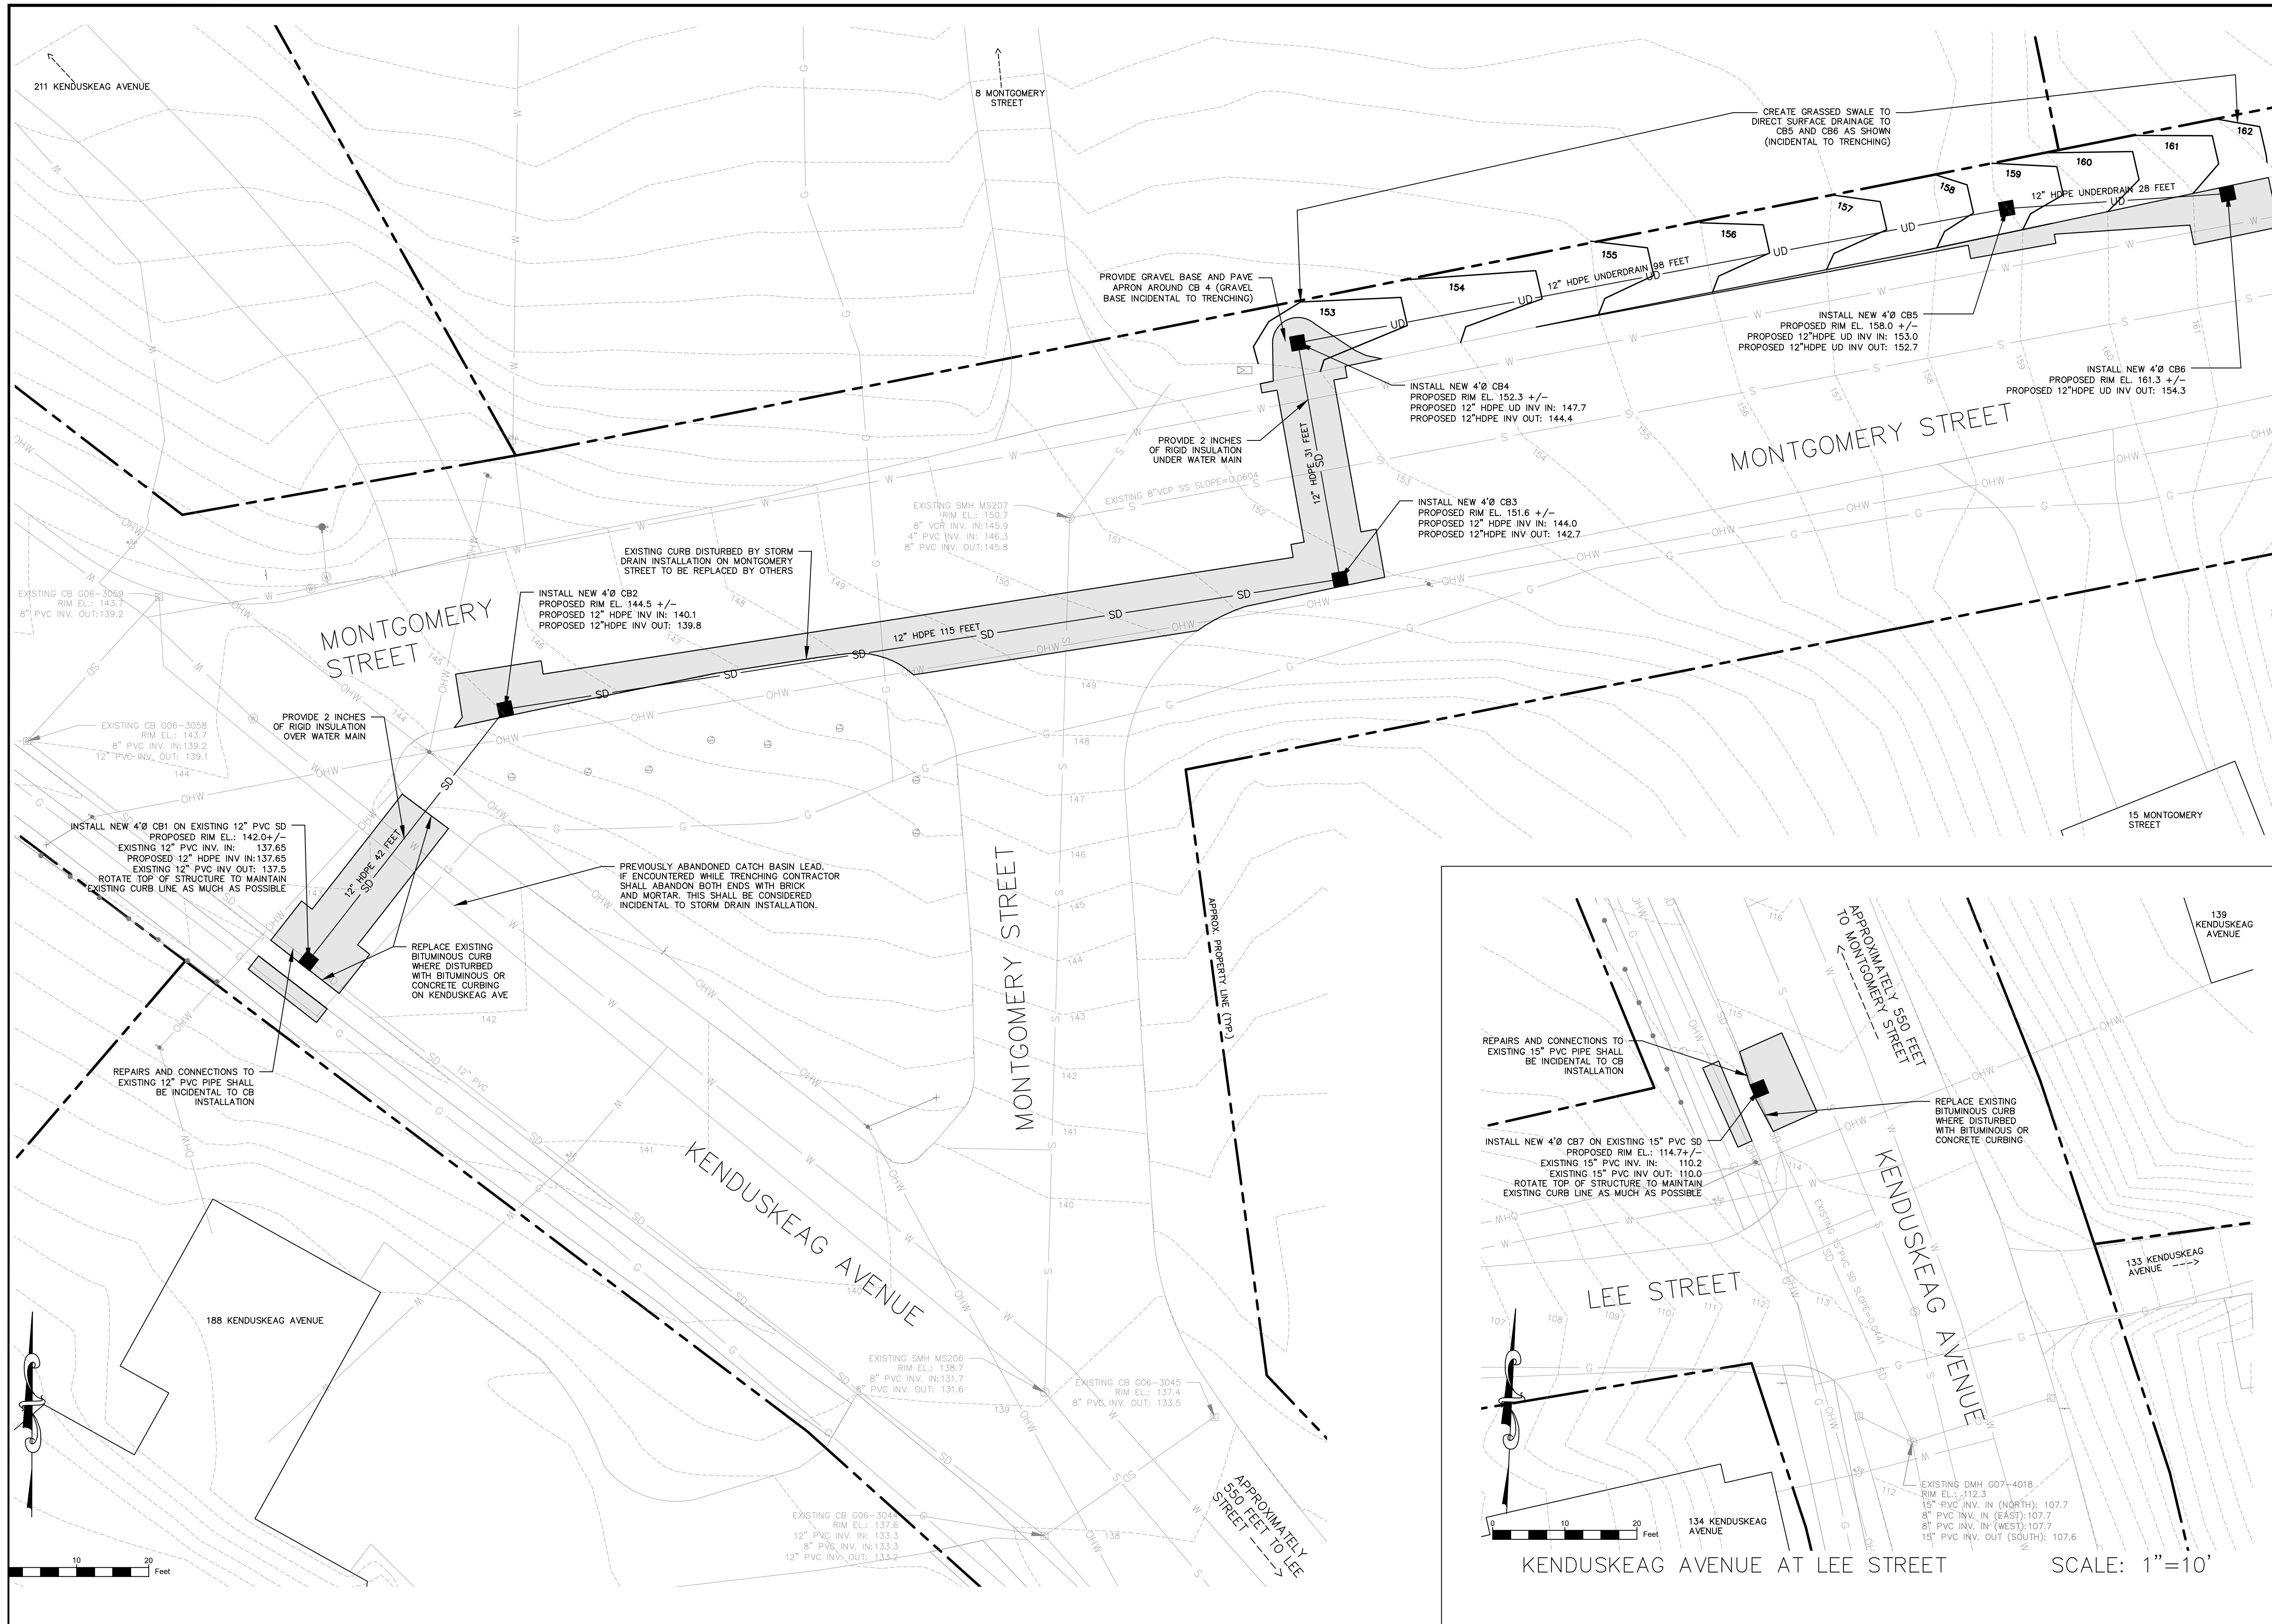 211 KENDUSKEAG AVENUE
8 MONTGOMERY
STREET
CREATE GRASSED SWALE TO
DIRECT SURFACE DRAINAGE TO
CB5 AND CB6 AS SHOWN
(INCIDENTAL TO TRENCHING)
162
161
160
159
158
157
156
155
154
153
12" HDPE UNDERDRAIN 28 FEET
12" HDPE UNDERDRAIN 98 FEET
PROVIDE GRAVEL BASE AND PAVE
APRON AROUND CB 4 (GRAVEL
BASE INCIDENTAL TO TRENCHING)
INSTALL NEW 4'Ø CB5
PROPOSED RIM EL. 158.0 +/-
PROPOSED 12"HDPE UD INV IN: 153.0
PROPOSED 12"HDPE UD INV OUT: 152.7
INSTALL NEW 4'Ø CB6
PROPOSED RIM EL. 161.3 +/-
PROPOSED 12"HDPE UD INV OUT: 154.3
INSTALL NEW 4'Ø CB4
PROPOSED RIM EL. 152.3 +/-
PROPOSED 12" HDPE UD INV IN: 147.7
PROPOSED 12"HDPE INV OUT: 144.4
PROVIDE 2 INCHES
OF RIGID INSULATION
UNDER WATER MAIN
12" HDPE 31 FEET
MONTGOMERY STREET
EXISTING 8"VCP SS SLOPE=0.0604
EXISTING SMH MS207
RIM EL.: 150.7
8" VCP INV. IN:145.9
4" PVC INV. IN: 146.3
8" PVC INV. OUT:145.8
INSTALL NEW 4'Ø CB3
PROPOSED RIM EL. 151.6 +/-
PROPOSED 12" HDPE INV IN: 144.0
PROPOSED 12"HDPE INV OUT: 142.7
EXISTING CURB DISTURBED BY STORM
DRAIN INSTALLATION ON MONTGOMERY
STREET TO BE REPLACED BY OTHERS
INSTALL NEW 4'Ø CB2
PROPOSED RIM EL. 144.5 +/-
PROPOSED 12" HDPE INV IN: 140.1
PROPOSED 12"HDPE INV OUT: 139.8
12" HDPE 115 FEET
EXISTING CB G06-3059
RIM EL.: 143.7
8" PVC INV. OUT:139.2
MONTGOMERY
STREET
EXISTING CB G06-3058
RIM EL.: 143.7
8" PVC INV. IN:139.2
12" PVC INV. OUT: 139.1
PROVIDE 2 INCHES
OF RIGID INSULATION
OVER WATER MAIN
INSTALL NEW 4'Ø CB1 ON EXISTING 12" PVC SD
PROPOSED RIM EL.: 142.0+/-
EXISTING 12" PVC INV. IN: 137.65
PROPOSED 12" HDPE INV IN:137.65
EXISTING 12" PVC INV OUT: 137.5
ROTATE TOP OF STRUCTURE TO MAINTAIN
EXISTING CURB LINE AS MUCH AS POSSIBLE
12" HDPE 42 FEET
PREVIOUSLY ABANDONED CATCH BASIN LEAD.
IF ENCOUNTERED WHILE TRENCHING CONTRACTOR
SHALL ABANDON BOTH ENDS WITH BRICK
AND MORTAR. THIS SHALL BE CONSIDERED
INCIDENTAL TO STORM DRAIN INSTALLATION.
REPLACE EXISTING
BITUMINOUS CURB
WHERE DISTURBED
WITH BITUMINOUS OR
CONCRETE CURBING
ON KENDUSKEAG AVE
REPAIRS AND CONNECTIONS TO
EXISTING 12" PVC PIPE SHALL
BE INCIDENTAL TO CB
INSTALLATION
12" PVC
MONTGOMERY STREET
APPROX. PROPERTY LINE (TYP.)
15 MONTGOMERY
STREET
KENDUSKEAG AVENUE
188 KENDUSKEAG AVENUE
EXISTING SMH MS206
RIM EL.: 138.7
8" PVC INV. IN:131.7
8" PVC INV. OUT: 131.6
EXISTING CB G06-3045
RIM EL.: 137.4
8" PVC INV. OUT: 133.5
EXISTING CB G06-3044
RIM EL.: 137.6
12" PVC INV. IN: 133.3
8" PVC INV. IN:133.3
12" PVC INV. OUT: 133.2
APPROXIMATELY
550 FEET TO LEE
STREET ---->
10 20 Feet
APPROXIMATELY 550 FEET
TO MONTGOMERY STREET
139
KENDUSKEAG
AVENUE
REPAIRS AND CONNECTIONS TO
EXISTING 15" PVC PIPE SHALL
BE INCIDENTAL TO CB
INSTALLATION
REPLACE EXISTING
BITUMINOUS CURB
WHERE DISTURBED
WITH BITUMINOUS OR
CONCRETE CURBING
INSTALL NEW 4'Ø CB7 ON EXISTING 15" PVC SD
PROPOSED RIM EL.: 114.7+/-
EXISTING 15" PVC INV. IN: 110.2
EXISTING 15" PVC INV OUT: 110.0
ROTATE TOP OF STRUCTURE TO MAINTAIN
EXISTING CURB LINE AS MUCH AS POSSIBLE
EXISTING 15"PVC SD SLOPE=0.0441
KENDUSKEAG AVENUE
LEE STREET
133 KENDUSKEAG
AVENUE ---->
134 KENDUSKEAG
AVENUE
EXISTING DMH G07-4018
RIM EL.: 112.3
15" PVC INV. IN (NORTH): 107.7
8" PVC INV. IN (EAST):107.7
8" PVC INV. IN (WEST):107.7
15" PVC INV. OUT (SOUTH): 107.6
0 10 20 Feet
KENDUSKEAG AVENUE AT LEE STREET SCALE: 1"=10'